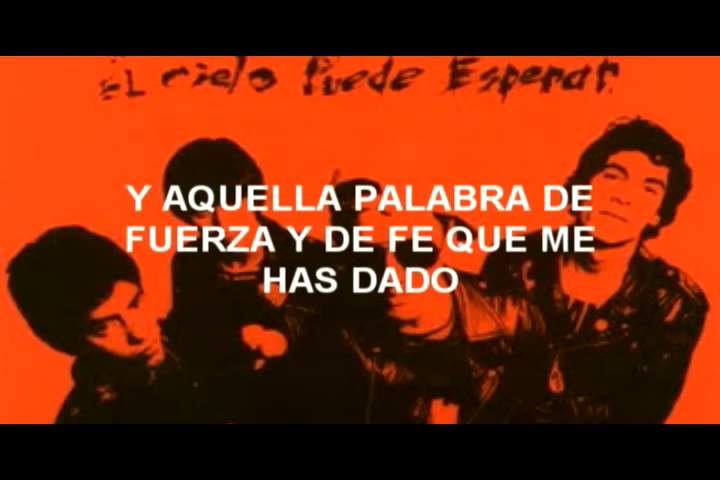 EL cielo Puede Esperar
Y AQUELLA PALABRA DE
FUERZA Y DE FE QUE ME
HAS DADO